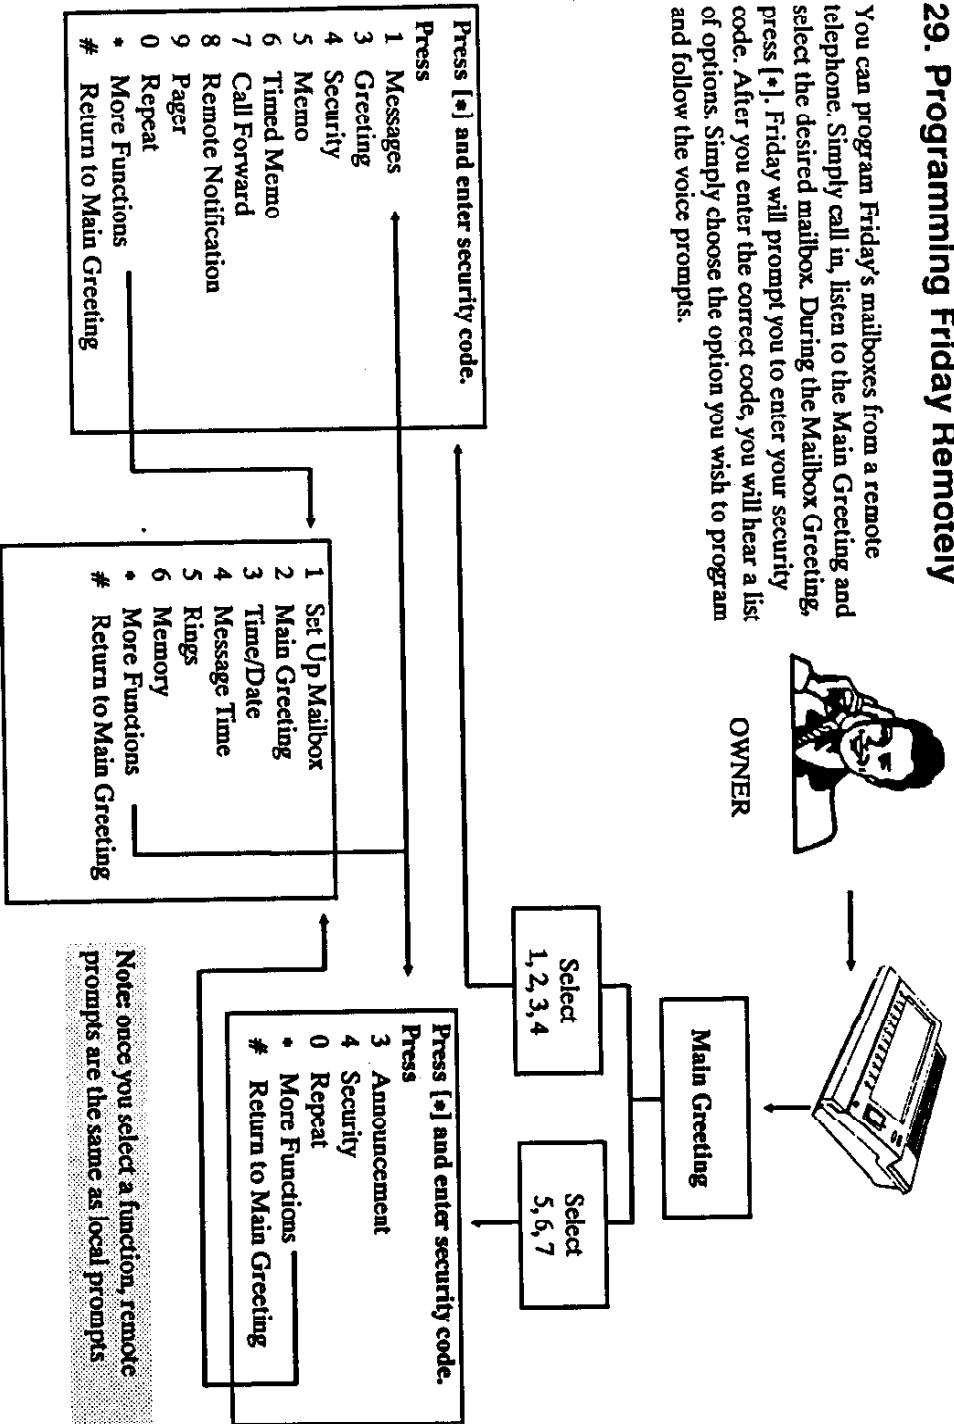 29. Programming Friday Remotely
You can program Friday's mailboxes from a remote
telephone. Simply call in, listen to the Main Greeting and
select the desired mailbox. During the Mailbox Greeting,
press [*]. Friday will prompt you to enter your security
code. After you enter the correct code, you will hear a list
of options. Simply choose the option you wish to program
and follow the voice prompts.
OWNER
Main Greeting
Select
1, 2, 3, 4
Select
5, 6, 7
Press [*] and enter security code.
Press
1 Messages
3 Greeting
4 Security
5 Memo
6 Timed Memo
7 Call Forward
8 Remote Notification
9 Pager
0 Repeat
* More Functions
# Return to Main Greeting
1 Set Up Mailbox
2 Main Greeting
3 Time/Date
4 Message Time
5 Rings
6 Memory
* More Functions
# Return to Main Greeting
Press [*] and enter security code.
Press
3 Announcement
4 Security
0 Repeat
* More Functions
# Return to Main Greeting
Note: once you select a function, remote
prompts are the same as local prompts